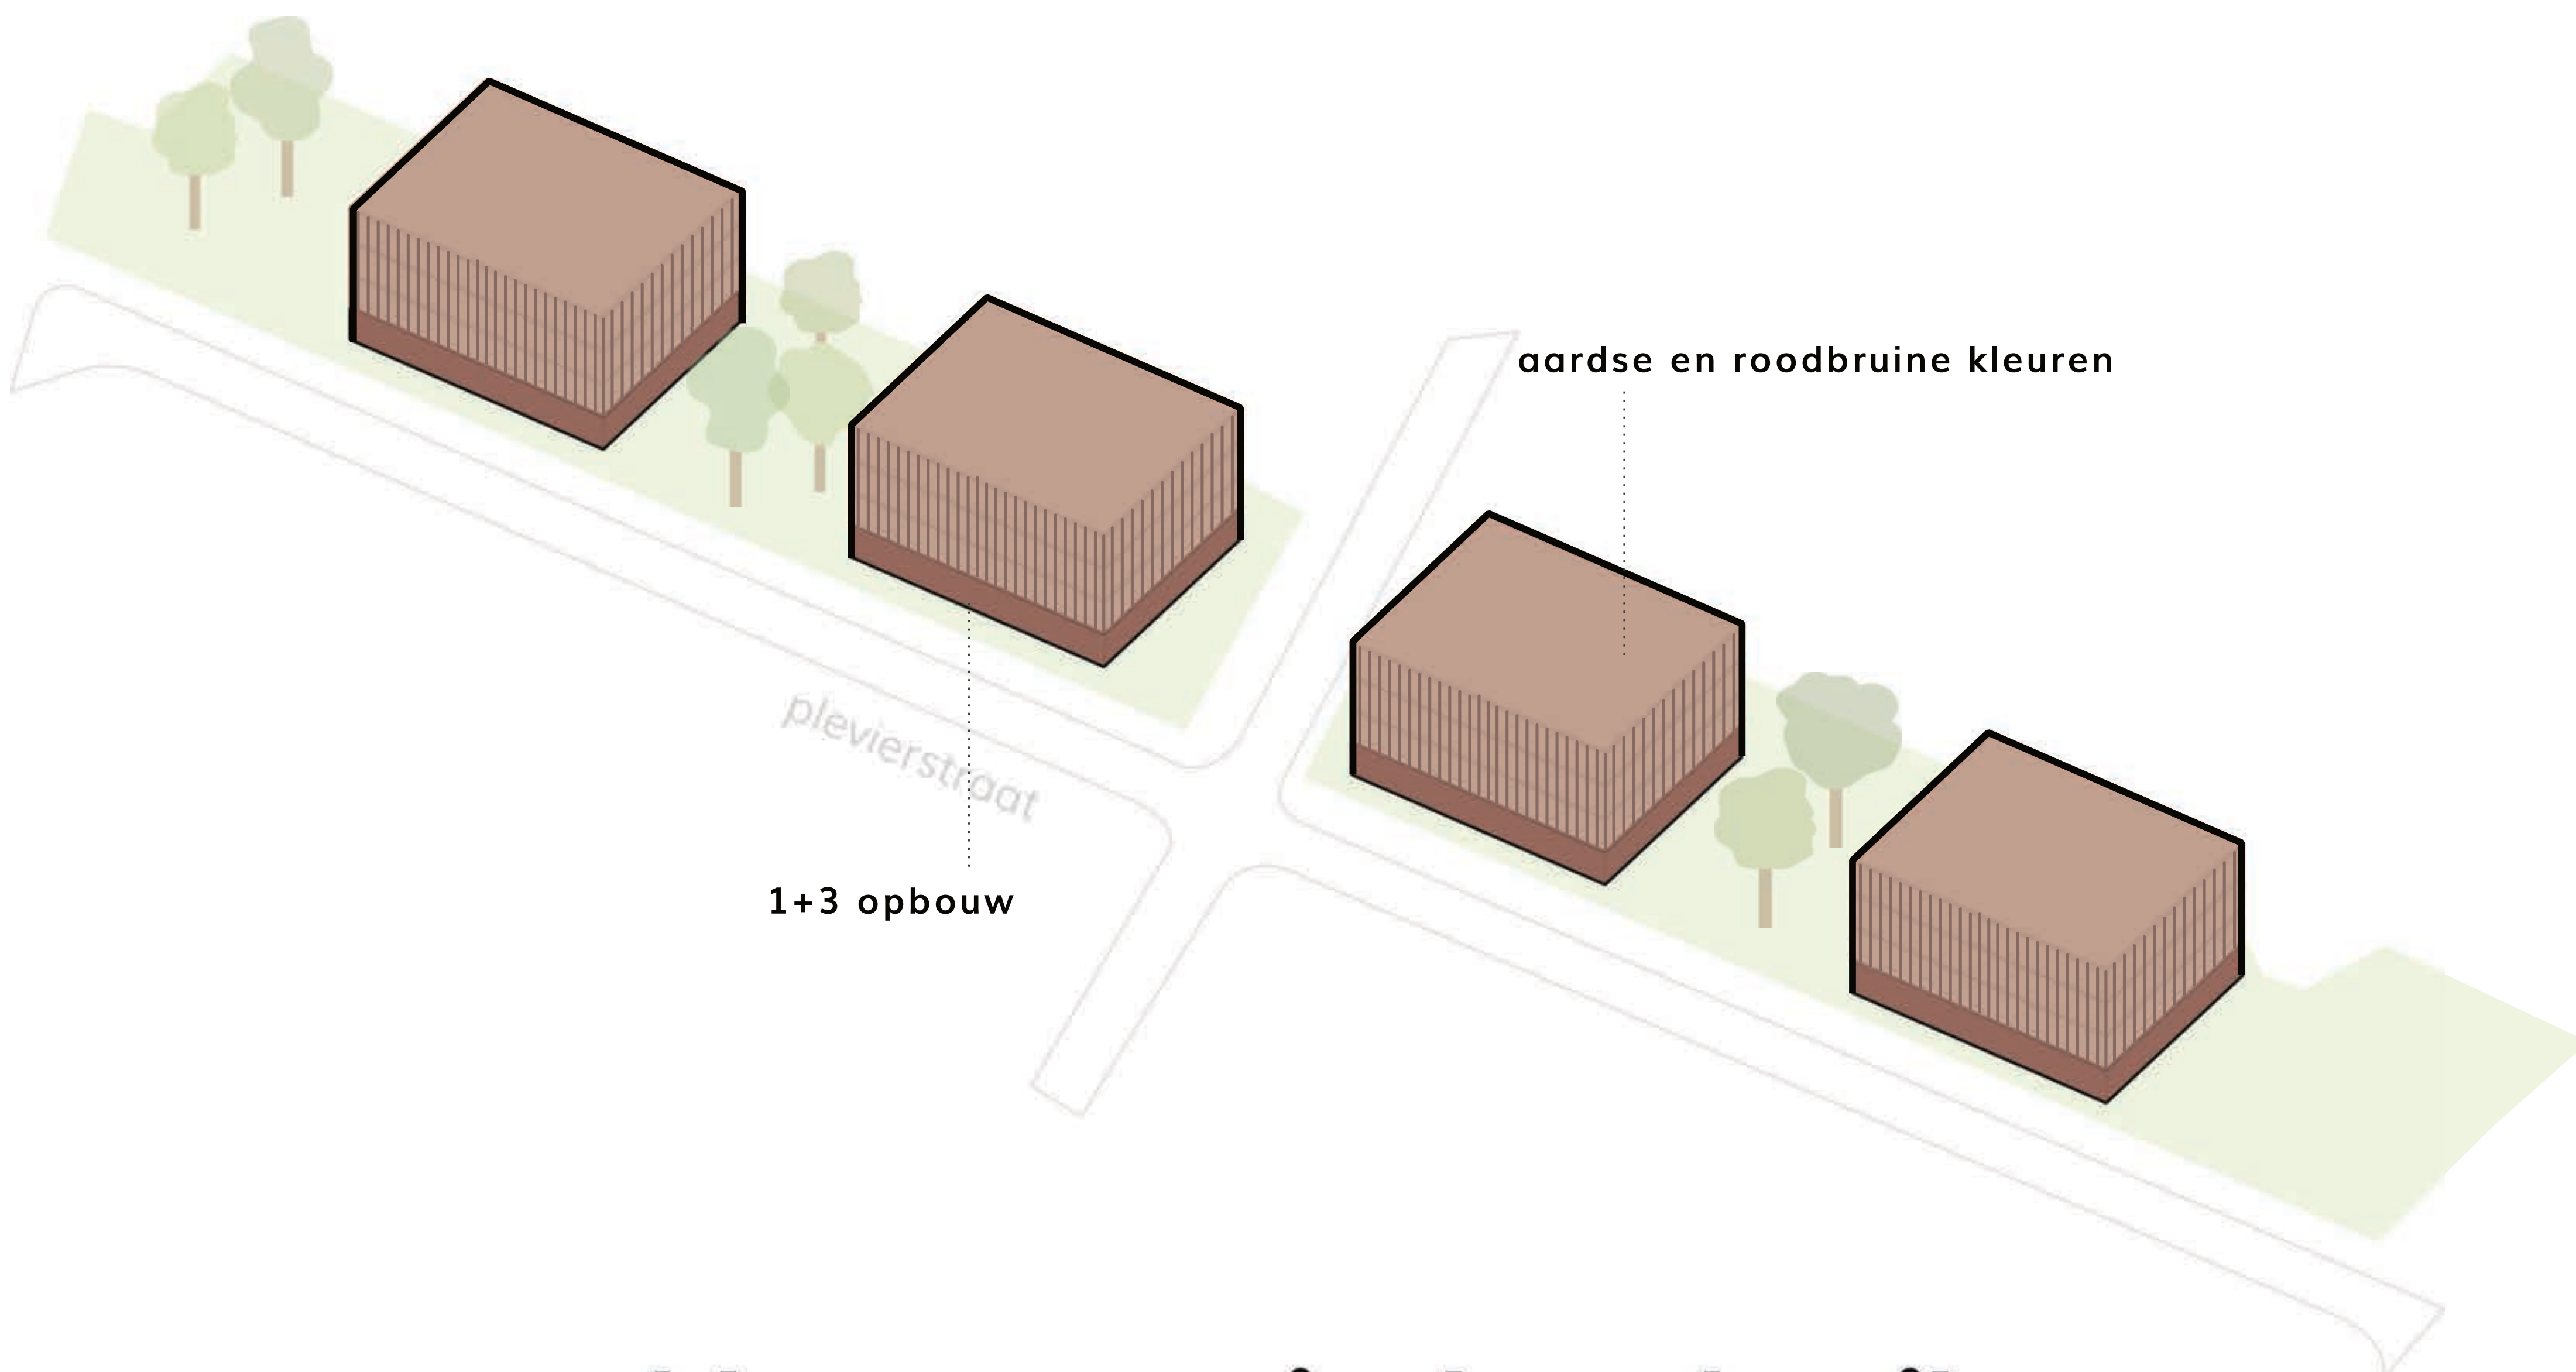 aardse en roodbruine kleuren
plevierstraat
1+3 opbouw